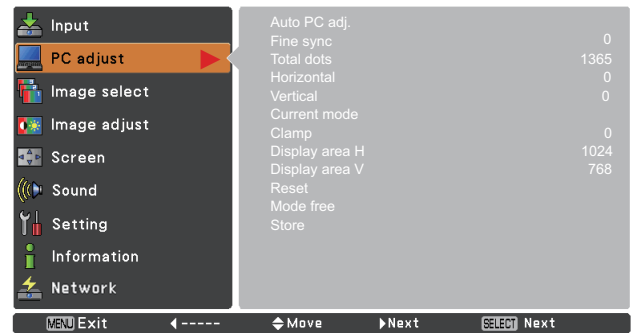 Input
PC adjust
Image select
Image adjust
Screen
Sound
Setting
Information
Network
Auto PC adj.
Fine sync 0
Total dots 1365
Horizontal 0
Vertical 0
Current mode
Clamp 0
Display area H 1024
Display area V 768
Reset
Mode free
Store
MENU Exit ----- Move Next SELECT Next